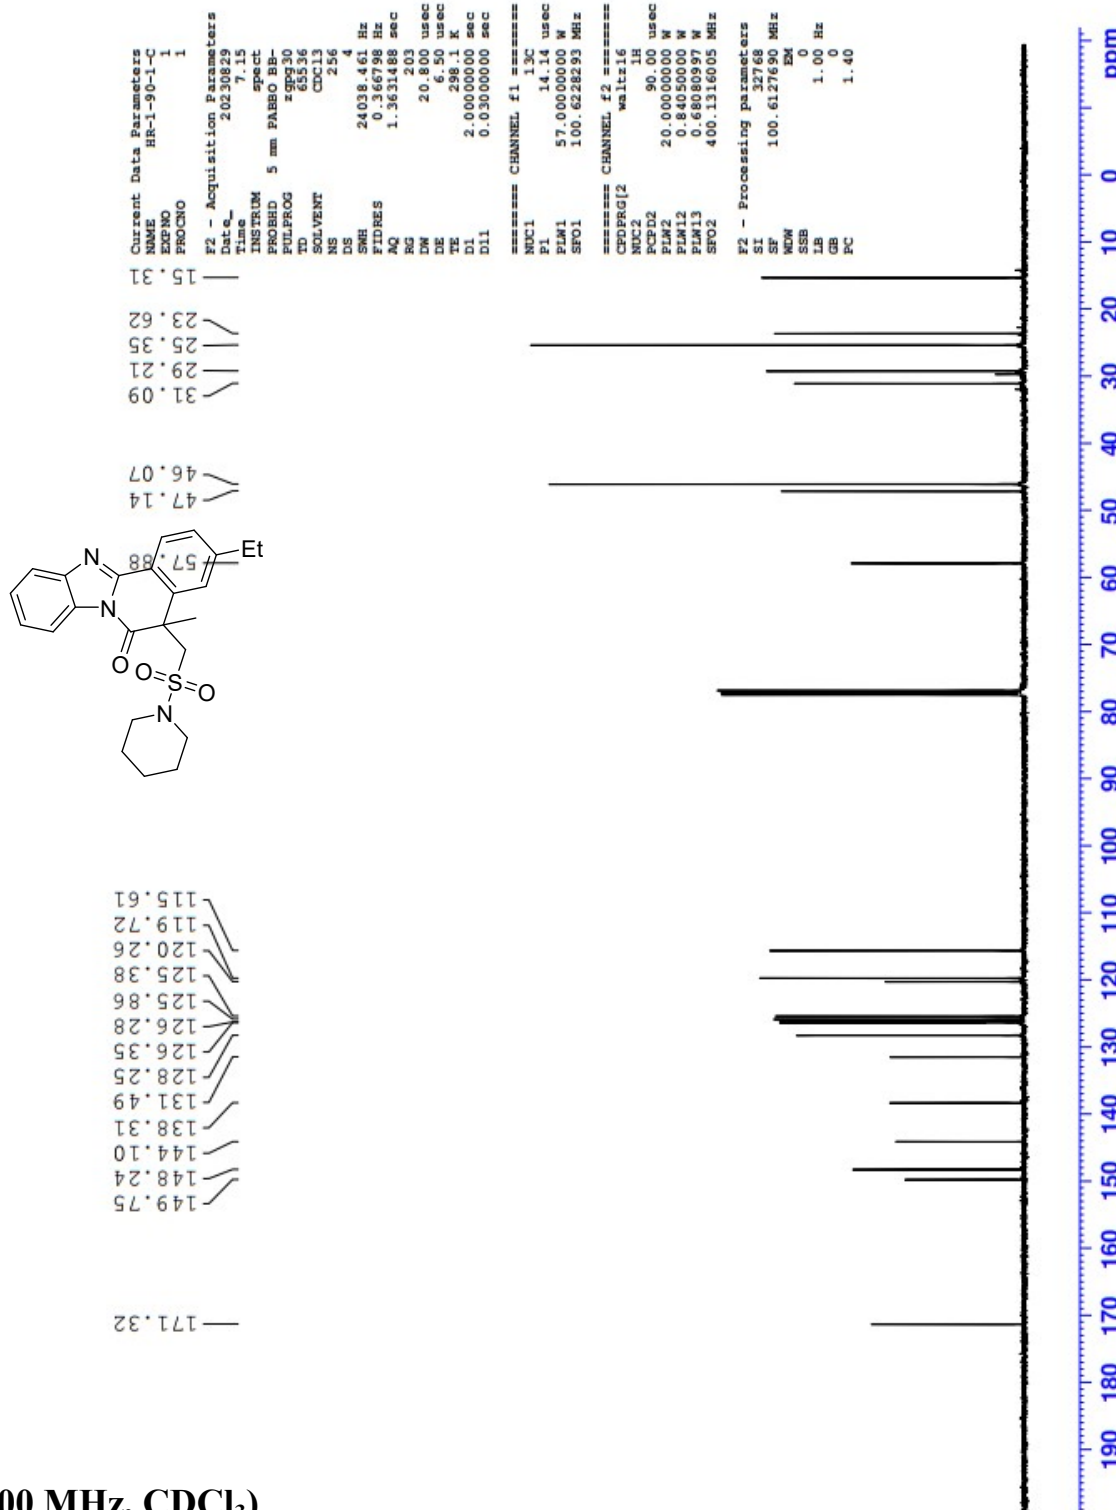 Current Data Parameters
NAME HR-1-90-1-C
EXPNO 1
PROCNO 1
F2 - Acquisition Parameters
Date_ 20230829
Time 7.15
INSTRUM spect
PROBHD 5 mm PABBO BB-
PULPROG zgpg30
TD 65536
SOLVENT CDCl3
NS 256
DS 4
SWH 24038.461 Hz
FIDRES 0.366798 Hz
AQ 1.3631488 sec
RG 203
DW 20.800 usec
DE 6.50 usec
TE 298.1 K
D1 2.00000000 sec
D11 0.03000000 sec
======== CHANNEL f1 ========
NUC1 13C
P1 14.14 usec
PLW1 57.00000000 W
SFO1 100.6228293 MHz
======== CHANNEL f2 ========
CPDPRG[2 waltz16
NUC2 1H
PCPD2 90.00 usec
PLW2 20.00000000 W
PLW12 0.84050000 W
PLW13 0.68080997 W
SFO2 400.1316005 MHz
F2 - Processing parameters
SI 32768
SF 100.6127690 MHz
WDW EM
SSB 0
LB 1.00 Hz
GB 0
PC 1.40
15.31
23.62
25.35
29.21
31.09
46.07
47.14
57.88
115.61
119.72
120.26
125.38
125.86
126.28
126.35
128.25
131.49
138.31
144.10
148.24
149.75
171.32
N
Et
N
O
O
S
O
N
ppm
0
10
20
30
40
50
60
70
80
90
100
110
120
130
140
150
160
170
180
190
00 MHz, CDCl3)